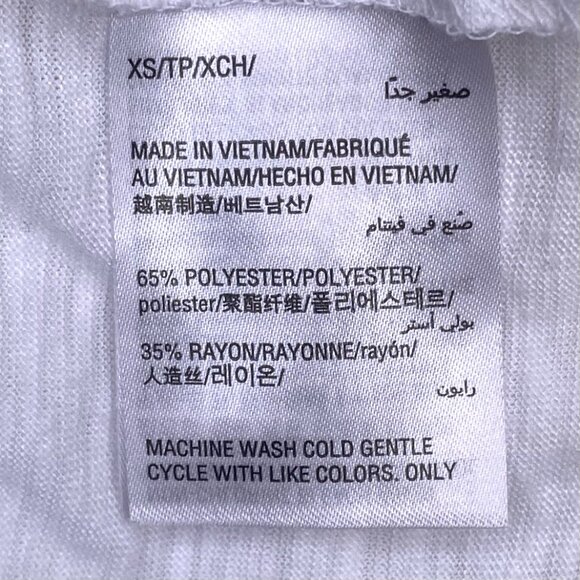 XS/TP/XCH/
صغير جدًا
MADE IN VIETNAM/FABRIQUÉ
AU VIETNAM/HECHO EN VIETNAM/
越南制造/베트남산/
صُنع في فيتنام
65% POLYESTER/POLYESTER/
poliester/聚酯纤维/폴리에스테르/
بولي أستر
35% RAYON/RAYONNE/rayón/
人造丝/레이온/
رايون
MACHINE WASH COLD GENTLE
CYCLE WITH LIKE COLORS. ONLY